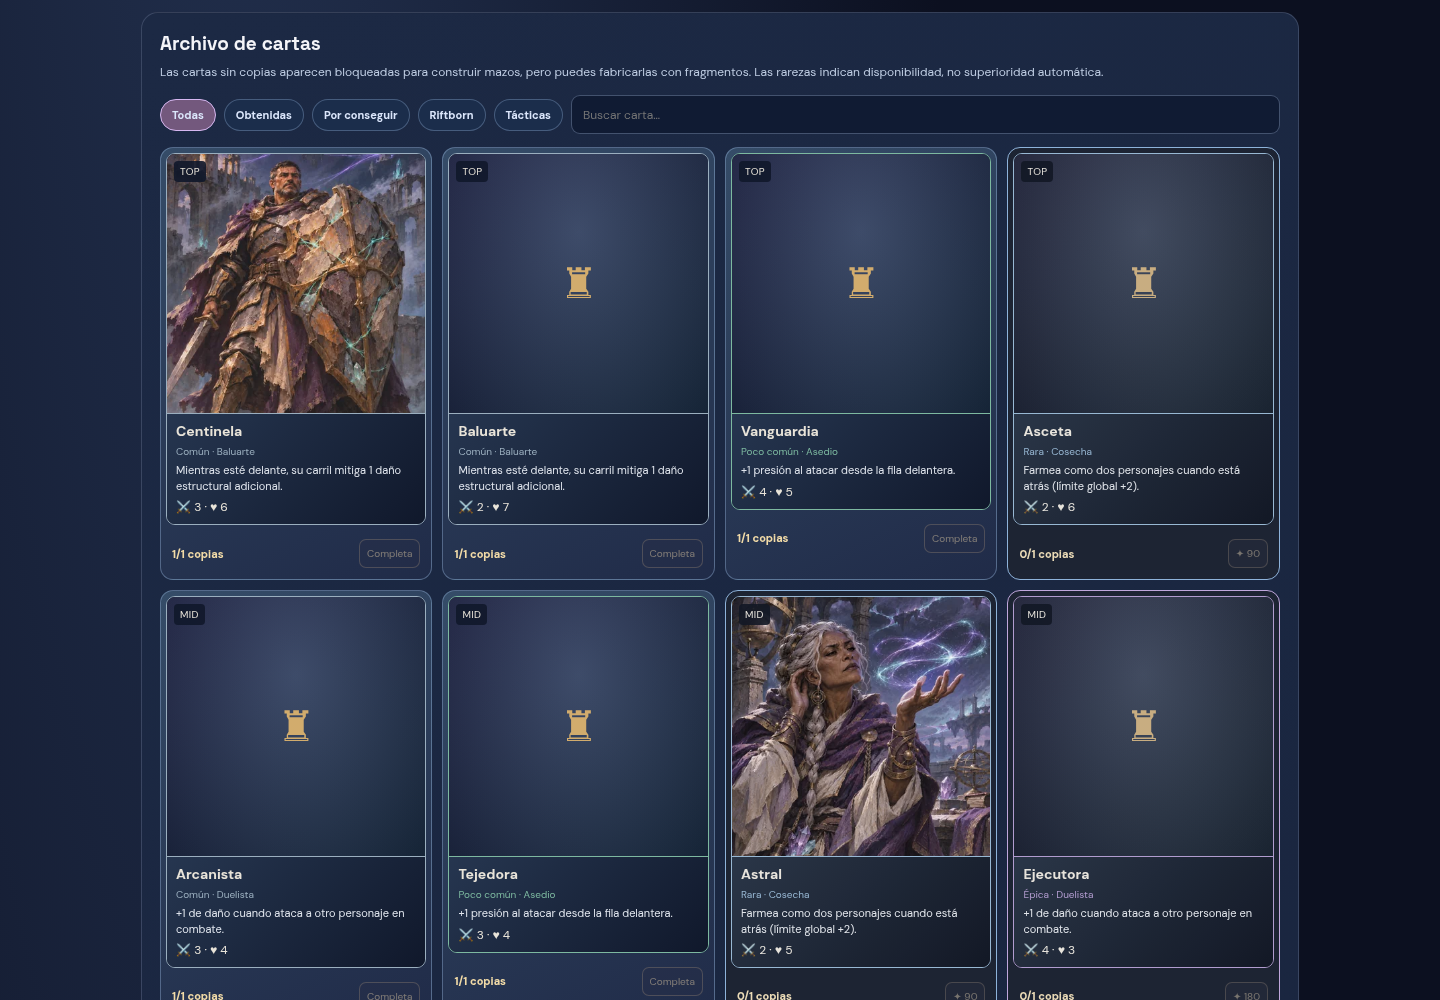 Archivo de cartas
Las cartas sin copias aparecen bloqueadas para construir mazos, pero puedes fabricarlas con fragmentos. Las rarezas indican disponibilidad, no superioridad automática.
Todas
Obtenidas
Por conseguir
Riftborn
Tácticas
Buscar carta...
TOP
Centinela
Común · Baluarte
Mientras esté delante, su carril mitiga 1 daño
estructural adicional.
⚔ 3 · ♥ 6
1/1 copias
Completa
TOP
Baluarte
Común · Baluarte
Mientras esté delante, su carril mitiga 1 daño
estructural adicional.
⚔ 2 · ♥ 7
1/1 copias
Completa
TOP
Vanguardia
Poco común · Asedio
+1 presión al atacar desde la fila delantera.
⚔ 4 · ♥ 5
1/1 copias
Completa
TOP
Asceta
Rara · Cosecha
Farmea como dos personajes cuando está
atrás (límite global +2).
⚔ 2 · ♥ 6
0/1 copias
✦ 90
MID
Arcanista
Común · Duelista
+1 de daño cuando ataca a otro personaje en
combate.
⚔ 3 · ♥ 4
1/1 copias
Completa
MID
Tejedora
Poco común · Asedio
+1 presión al atacar desde la fila delantera.
⚔ 3 · ♥ 4
1/1 copias
Completa
MID
Astral
Rara · Cosecha
Farmea como dos personajes cuando está
atrás (límite global +2).
⚔ 2 · ♥ 5
0/1 copias
✦ 90
MID
Ejecutora
Épica · Duelista
+1 de daño cuando ataca a otro personaje en
combate.
⚔ 4 · ♥ 3
0/1 copias
✦ 180